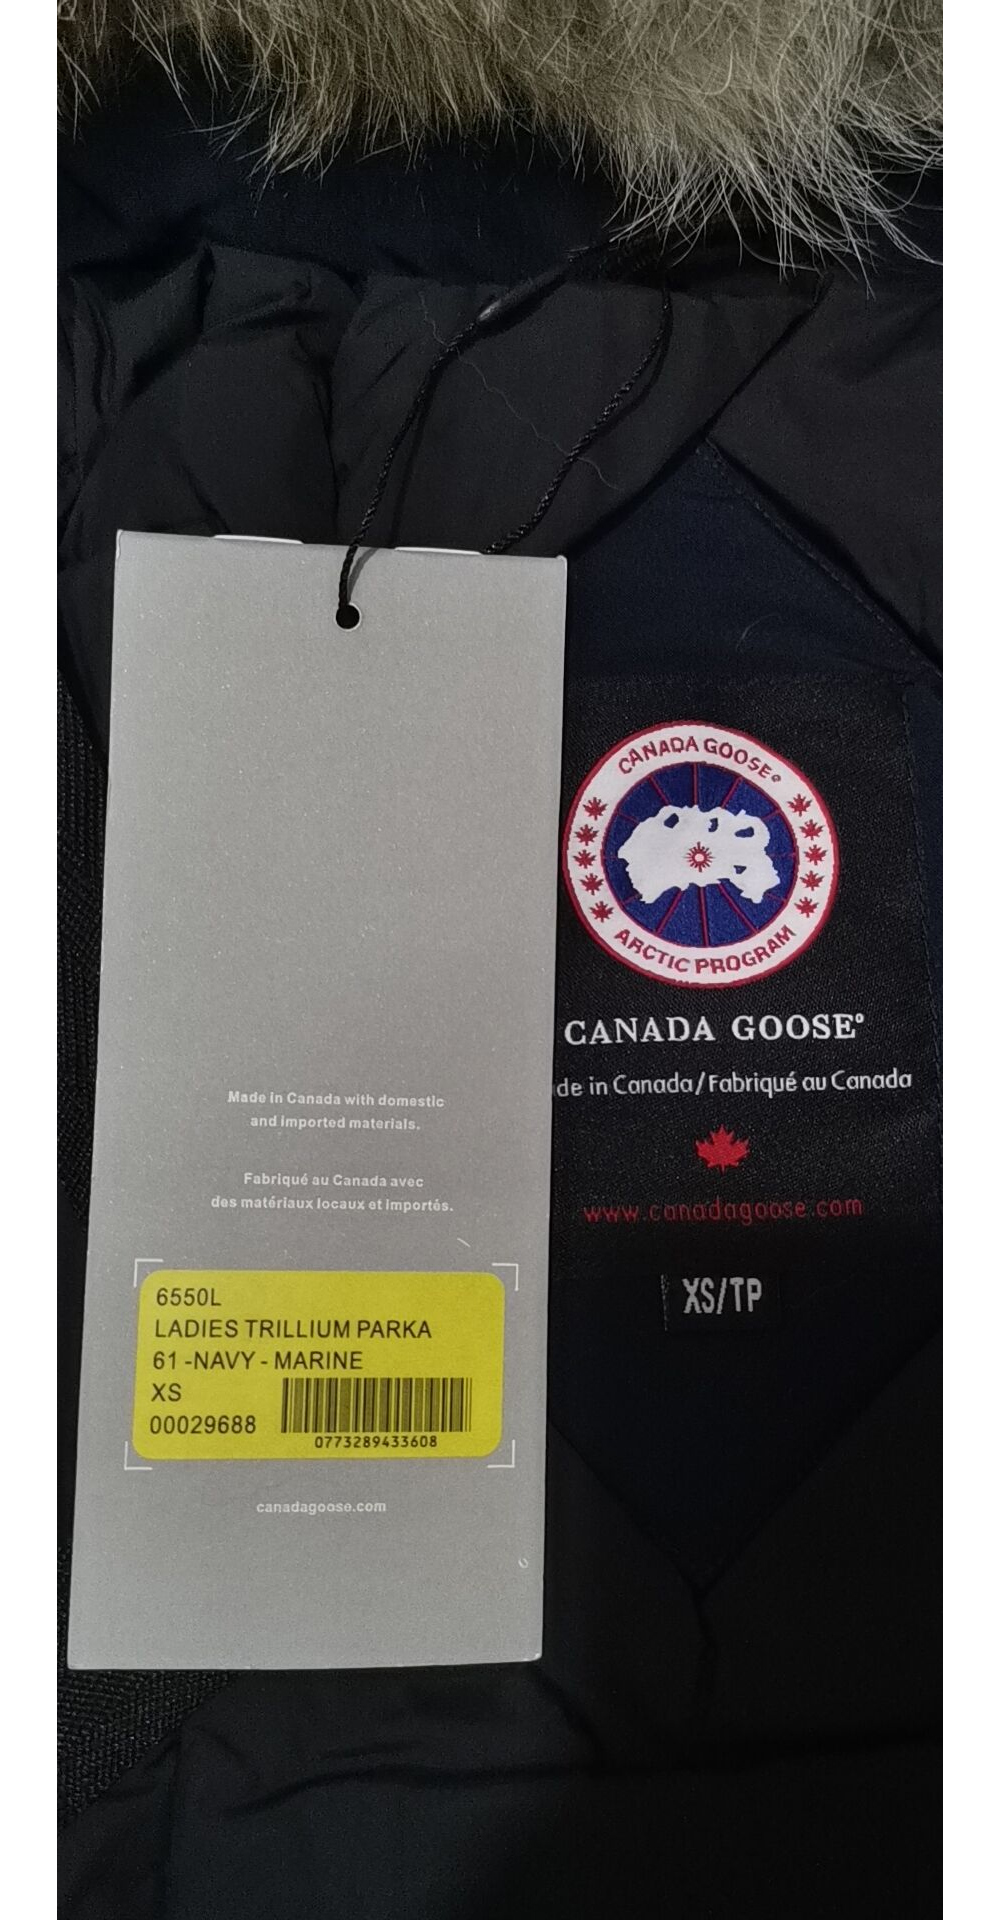 Made in Canada with domestic
and imported materials.
Fabriqué au Canada avec
des matériaux locaux et importés.
6550L
LADIES TRILLIUM PARKA
61 -NAVY - MARINE
XS
00029688
0773289433608
canadagoose.com
CANADA GOOSE®
ARCTIC PROGRAM
CANADA GOOSE®
de in Canada/Fabriqué au Canada
www.canadagoose.com
XS/TP